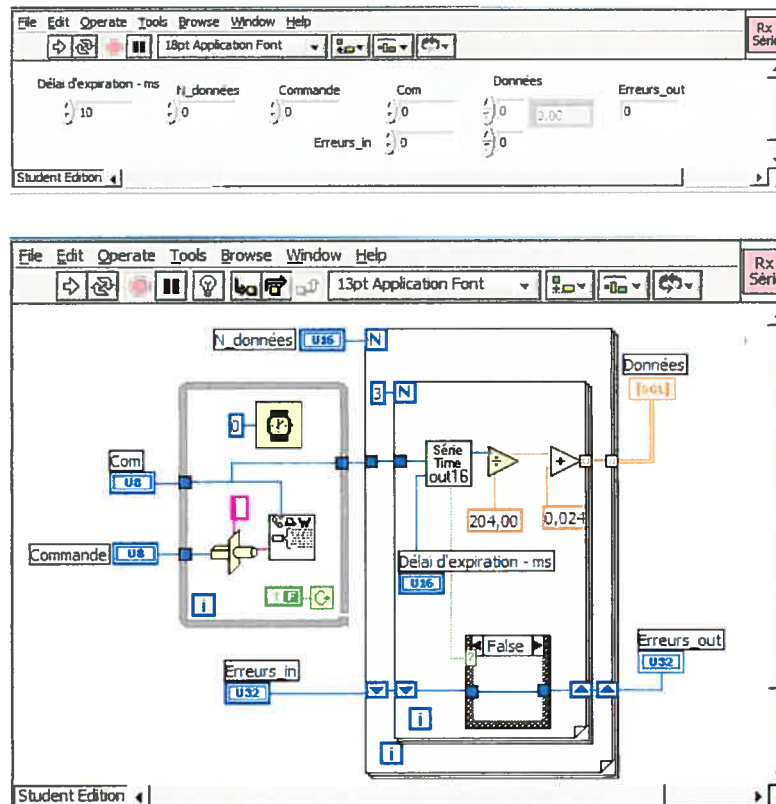 File Edit Operate Tools Browse Window Help
Rx
Série
18pt Application Font
Délai d'expiration - ms N_données Commande Com Données Erreurs_out
10 0 0 0 0 0,00 0
Erreurs_in 0 0
Student Edition
File Edit Operate Tools Browse Window Help
Rx
Série
13pt Application Font
N_données U16 N
Données
[SGL]
3 N
0
Com
U8
Série
Time
out16
÷ +
204,00 0,024
Commande U8
Délai d'expiration - ms
U16
i T F
False
?
Erreurs_in
U32
Erreurs_out
U32
i
i
Student Edition